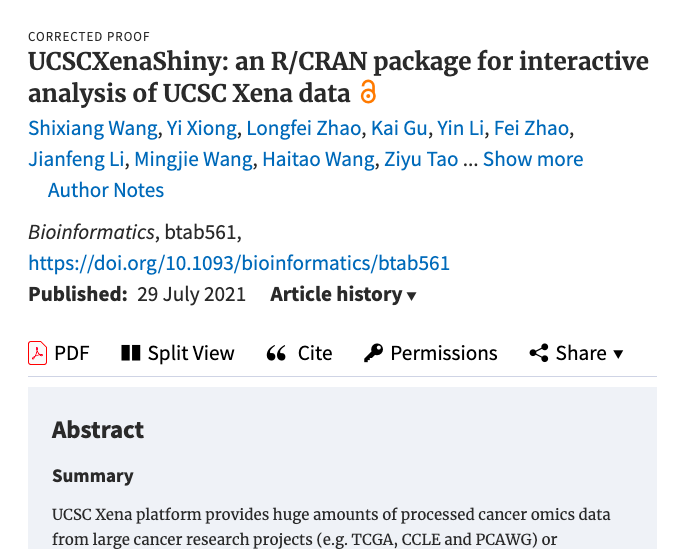 CORRECTED PROOF
UCSCXenaShiny: an R/CRAN package for interactive
analysis of UCSC Xena data
Shixiang Wang, Yi Xiong, Longfei Zhao, Kai Gu, Yin Li, Fei Zhao,
Jianfeng Li, Mingjie Wang, Haitao Wang, Ziyu Tao ... Show more
Author Notes
Bioinformatics, btab561,
https://doi.org/10.1093/bioinformatics/btab561
Published: 29 July 2021 Article history ▼
PDF Split View Cite Permissions Share ▼
Abstract
Summary
UCSC Xena platform provides huge amounts of processed cancer omics data
from large cancer research projects (e.g. TCGA, CCLE and PCAWG) or